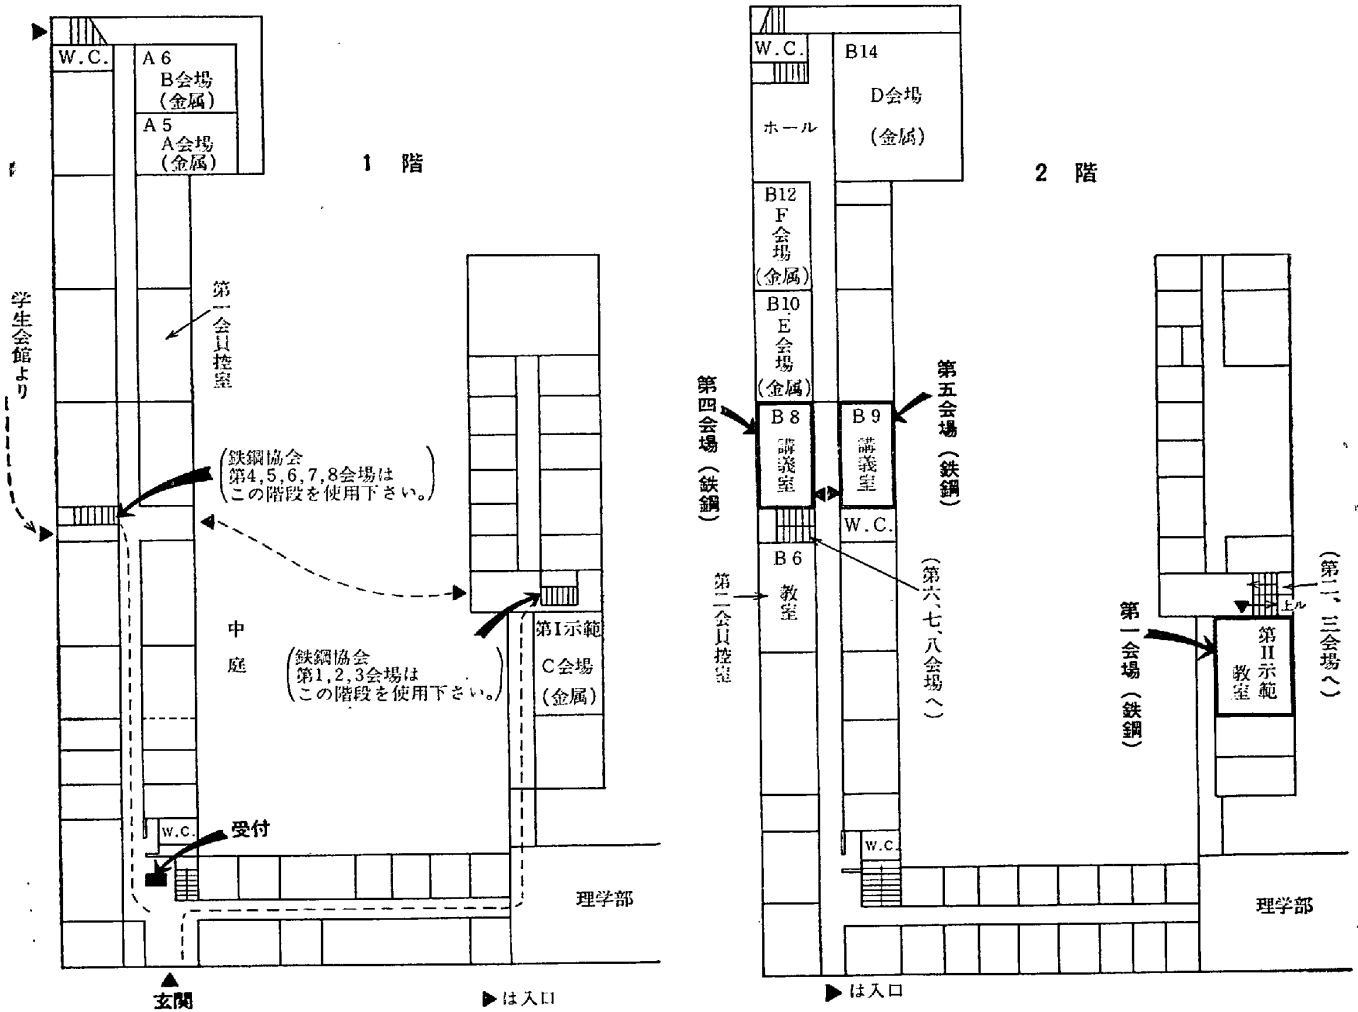 1 階
W.C.
A 6
B会場
(金属)
A 5
A会場
(金属)
第一会員控室
学生会館より
(鉄鋼協会
第4,5,6,7,8会場は
この階段を使用下さい。)
中庭
(鉄鋼協会
第1,2,3会場は
この階段を使用下さい。)
第I示範
C会場
(金属)
W.C.
受付
理学部
玄関
▶は入口
2 階
W.C.
B14
D会場
(金属)
ホール
B12
F会場
(金属)
B10
E会場
(金属)
第四会場(鉄鋼)
B 8
講義室
B 9
講義室
第五会場(鉄鋼)
W.C.
B 6
教室
第二会員控室
(第六、七、八会場へ)
第一会場(鉄鋼)
上ル
第II示範
教室
(第二、三会場へ)
W.C.
理学部
▶は入口